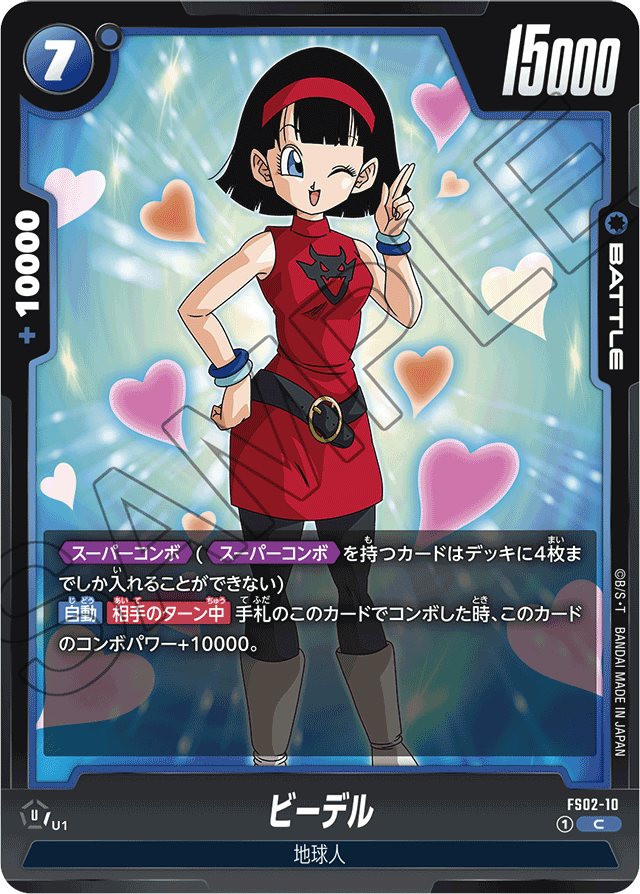 7
15000
+ 10000
BATTLE
SAMPLE
スーパーコンボ ( スーパーコンボ を持つカードはデッキに4枚ま
でしか入れることができない)
自動 相手のターン中 手札のこのカードでコンボした時、このカード
のコンボパワー+10000。
©B/S・T BANDAI MADE IN JAPAN
U U1
ビーデル
FS02-10
1 C
地球人